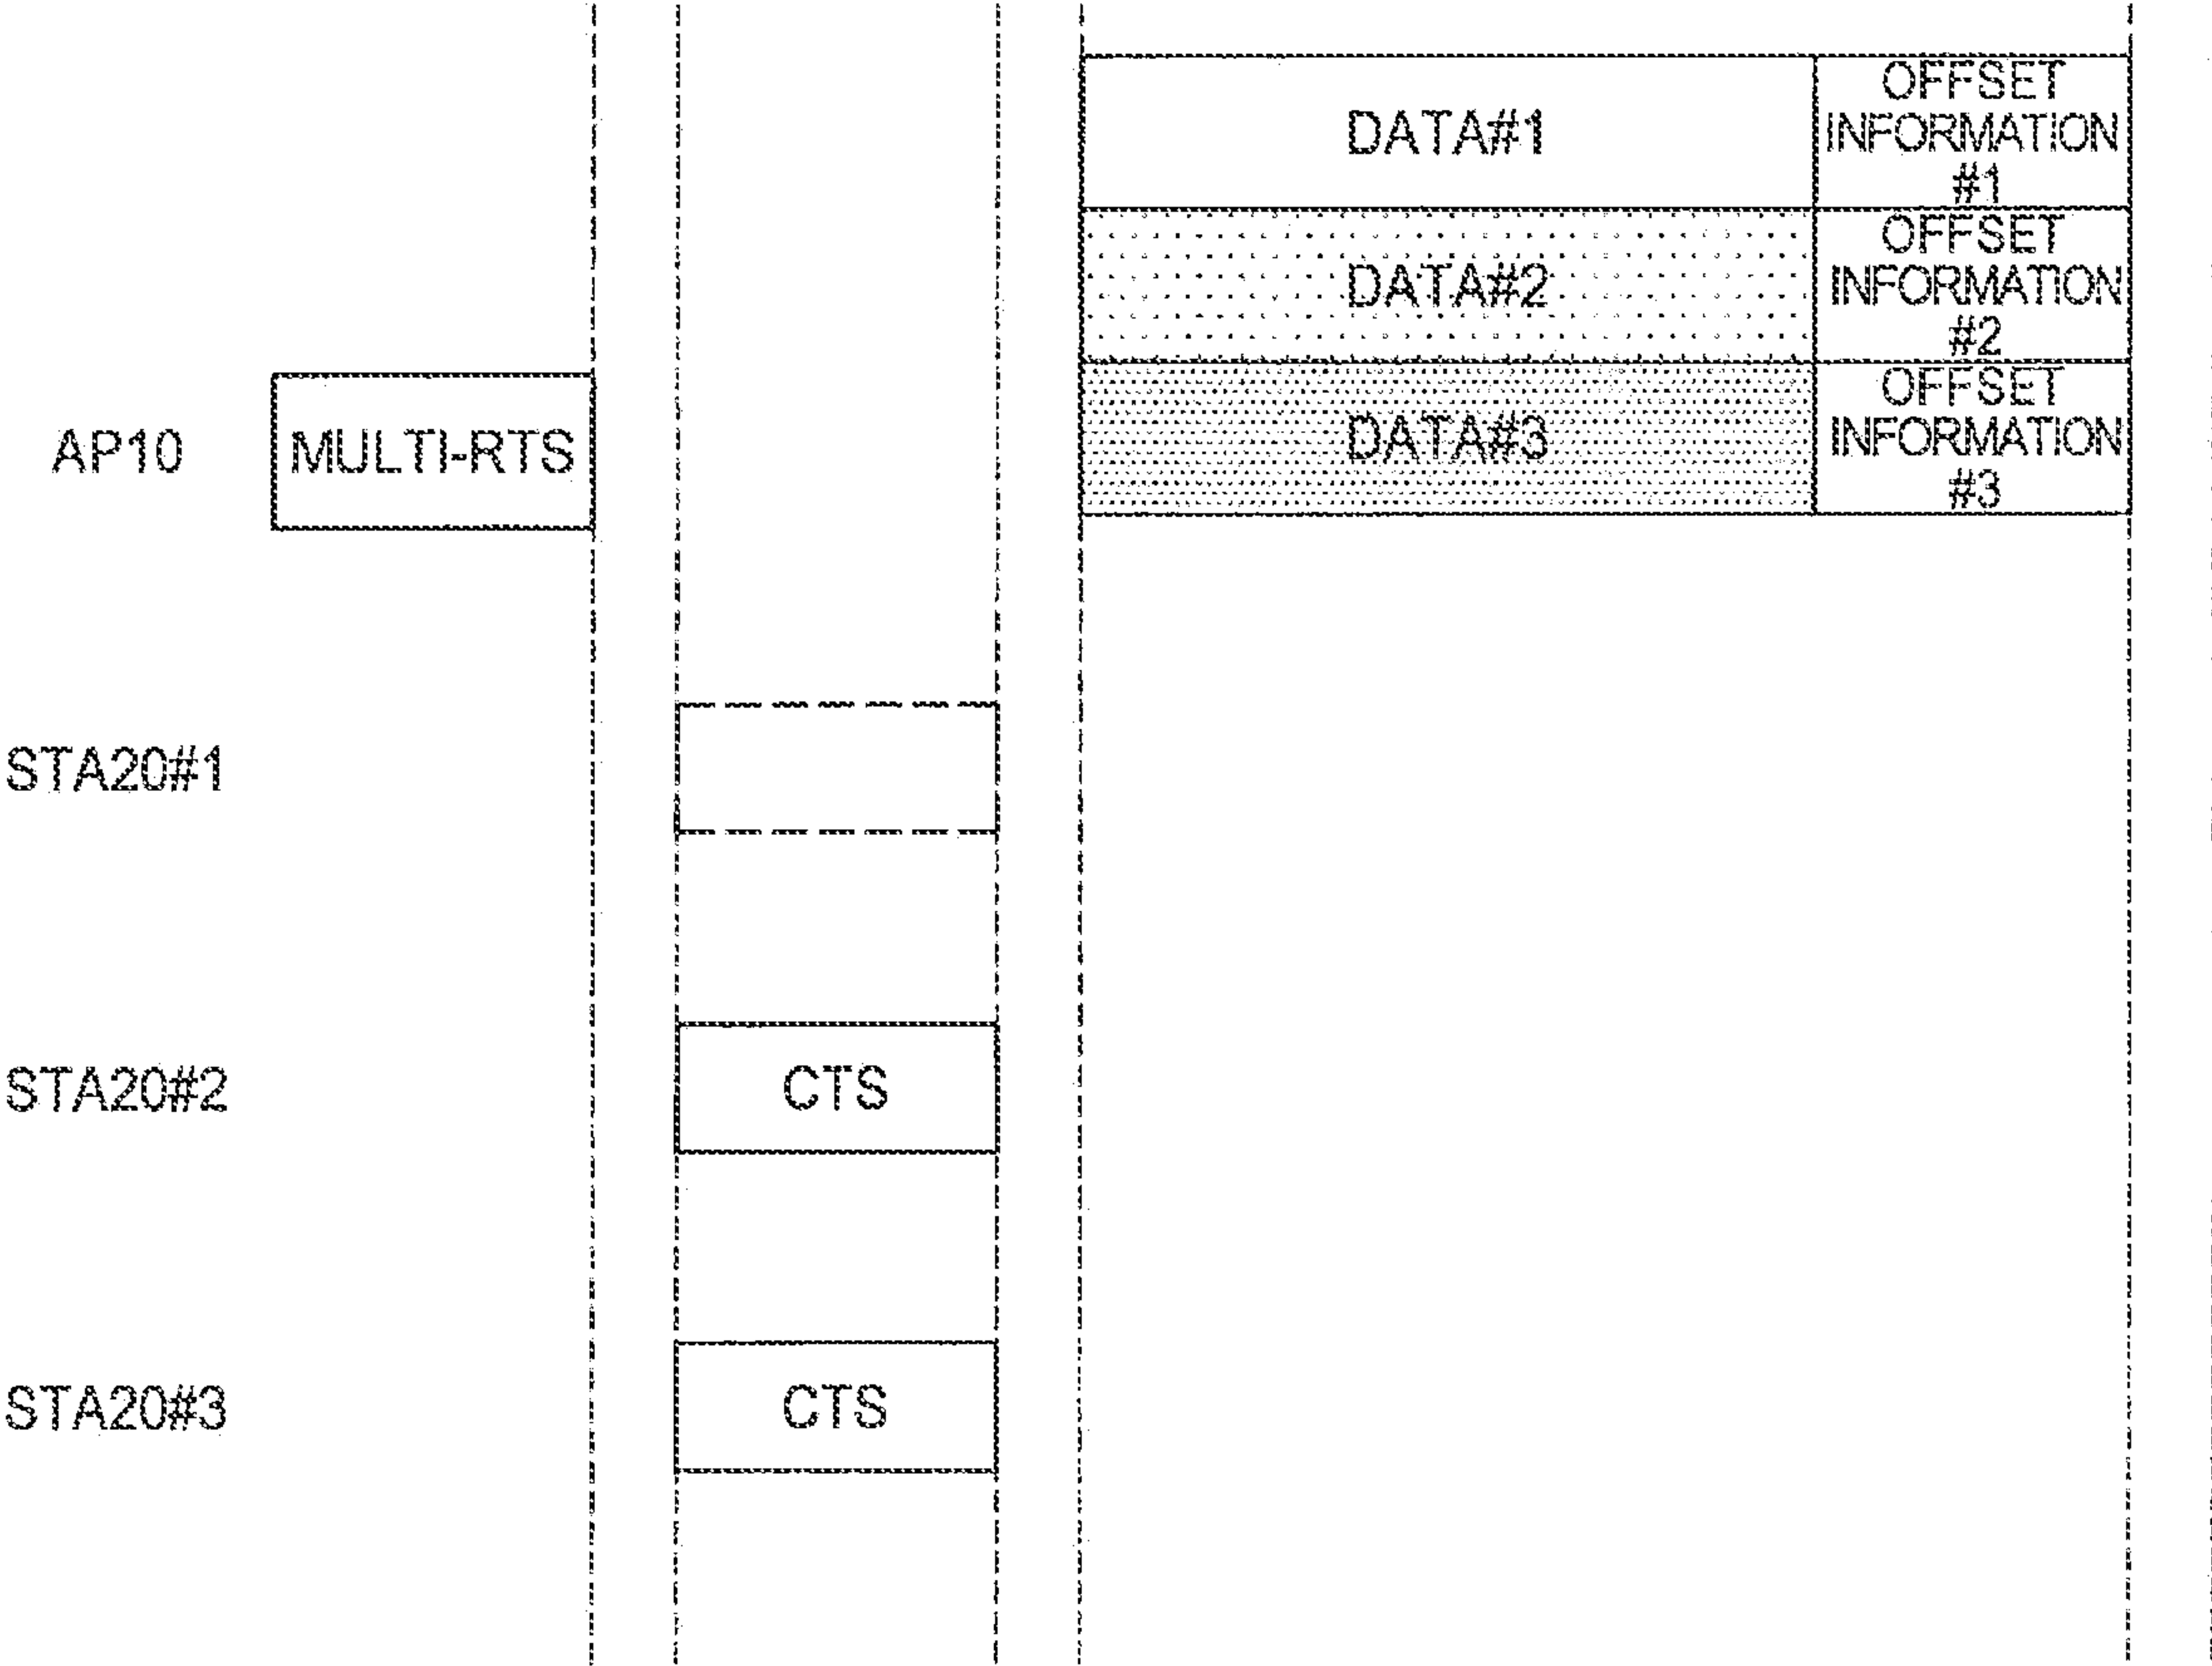 DATA#1
OFFSET
INFORMATION
#1
DATA#2
OFFSET
INFORMATION
#2
AP10
MULTI-RTS
DATA#3
OFFSET
INFORMATION
#3
STA20#1
STA20#2
CTS
STA20#3
CTS